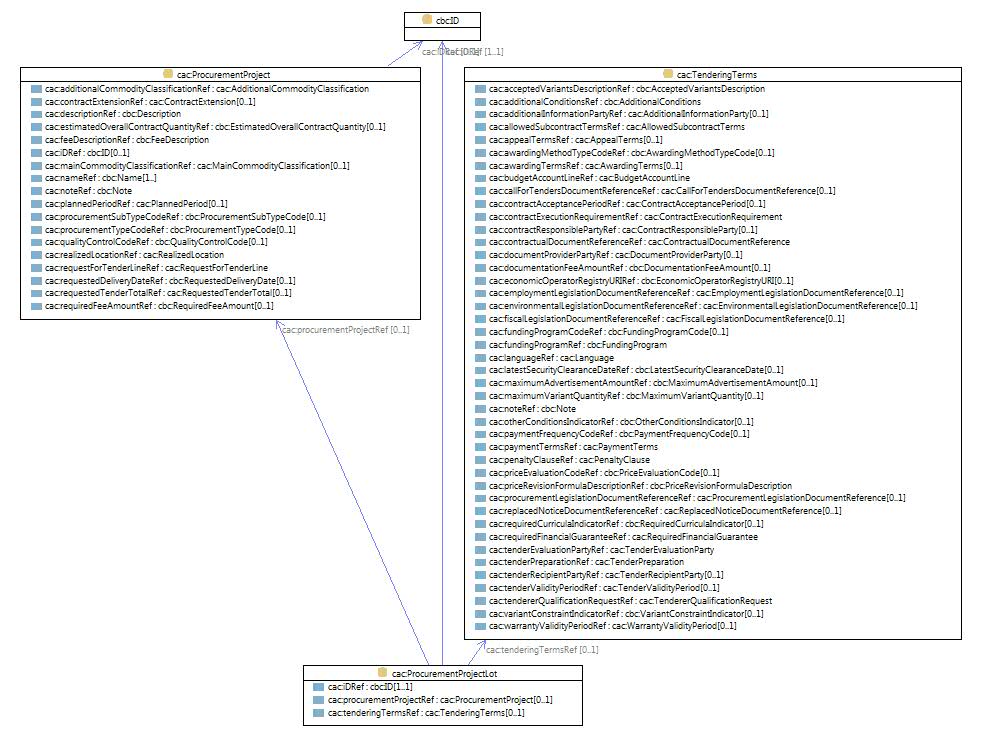 cbc:ID
cac:iDRef [1..1]
cac:ProcurementProject
cac:additionalCommodityClassificationRef : cac:AdditionalCommodityClassification
cac:contractExtensionRef : cac:ContractExtension[0..1]
cac:descriptionRef : cbc:Description
cac:estimatedOverallContractQuantityRef : cbc:EstimatedOverallContractQuantity[0..1]
cac:feeDescriptionRef : cbc:FeeDescription
cac:iDRef : cbc:ID[0..1]
cac:mainCommodityClassificationRef : cac:MainCommodityClassification[0..1]
cac:nameRef : cbc:Name[1..]
cac:noteRef : cbc:Note
cac:plannedPeriodRef : cac:PlannedPeriod[0..1]
cac:procurementSubTypeCodeRef : cbc:ProcurementSubTypeCode[0..1]
cac:procurementTypeCodeRef : cbc:ProcurementTypeCode[0..1]
cac:qualityControlCodeRef : cbc:QualityControlCode[0..1]
cac:realizedLocationRef : cac:RealizedLocation
cac:requestForTenderLineRef : cac:RequestForTenderLine
cac:requestedDeliveryDateRef : cbc:RequestedDeliveryDate[0..1]
cac:requestedTenderTotalRef : cac:RequestedTenderTotal[0..1]
cac:requiredFeeAmountRef : cbc:RequiredFeeAmount[0..1]
cac:TenderingTerms
cac:acceptedVariantsDescriptionRef : cbc:AcceptedVariantsDescription
cac:additionalConditionsRef : cbc:AdditionalConditions
cac:additionalInformationPartyRef : cac:AdditionalInformationParty[0..1]
cac:allowedSubcontractTermsRef : cac:AllowedSubcontractTerms
cac:appealTermsRef : cac:AppealTerms[0..1]
cac:awardingMethodTypeCodeRef : cbc:AwardingMethodTypeCode[0..1]
cac:awardingTermsRef : cac:AwardingTerms[0..1]
cac:budgetAccountLineRef : cac:BudgetAccountLine
cac:callForTendersDocumentReferenceRef : cac:CallForTendersDocumentReference[0..1]
cac:contractAcceptancePeriodRef : cac:ContractAcceptancePeriod[0..1]
cac:contractExecutionRequirementRef : cac:ContractExecutionRequirement
cac:contractResponsiblePartyRef : cac:ContractResponsibleParty[0..1]
cac:contractualDocumentReferenceRef : cac:ContractualDocumentReference
cac:documentProviderPartyRef : cac:DocumentProviderParty[0..1]
cac:documentationFeeAmountRef : cbc:DocumentationFeeAmount[0..1]
cac:economicOperatorRegistryURIRef : cbc:EconomicOperatorRegistryURI[0..1]
cac:employmentLegislationDocumentReferenceRef : cac:EmploymentLegislationDocumentReference[0..1]
cac:environmentalLegislationDocumentReferenceRef : cac:EnvironmentalLegislationDocumentReference[0..1]
cac:fiscalLegislationDocumentReferenceRef : cac:FiscalLegislationDocumentReference[0..1]
cac:fundingProgramCodeRef : cbc:FundingProgramCode[0..1]
cac:fundingProgramRef : cbc:FundingProgram
cac:languageRef : cac:Language
cac:latestSecurityClearanceDateRef : cbc:LatestSecurityClearanceDate[0..1]
cac:maximumAdvertisementAmountRef : cbc:MaximumAdvertisementAmount[0..1]
cac:maximumVariantQuantityRef : cbc:MaximumVariantQuantity[0..1]
cac:noteRef : cbc:Note
cac:otherConditionsIndicatorRef : cbc:OtherConditionsIndicator[0..1]
cac:paymentFrequencyCodeRef : cbc:PaymentFrequencyCode[0..1]
cac:paymentTermsRef : cac:PaymentTerms
cac:penaltyClauseRef : cac:PenaltyClause
cac:priceEvaluationCodeRef : cbc:PriceEvaluationCode[0..1]
cac:priceRevisionFormulaDescriptionRef : cbc:PriceRevisionFormulaDescription
cac:procurementLegislationDocumentReferenceRef : cac:ProcurementLegislationDocumentReference[0..1]
cac:replacedNoticeDocumentReferenceRef : cac:ReplacedNoticeDocumentReference[0..1]
cac:requiredCurriculaIndicatorRef : cbc:RequiredCurriculaIndicator[0..1]
cac:requiredFinancialGuaranteeRef : cac:RequiredFinancialGuarantee
cac:tenderEvaluationPartyRef : cac:TenderEvaluationParty
cac:tenderPreparationRef : cac:TenderPreparation
cac:tenderRecipientPartyRef : cac:TenderRecipientParty[0..1]
cac:tenderValidityPeriodRef : cac:TenderValidityPeriod[0..1]
cac:tendererQualificationRequestRef : cac:TendererQualificationRequest
cac:variantConstraintIndicatorRef : cbc:VariantConstraintIndicator[0..1]
cac:warrantyValidityPeriodRef : cac:WarrantyValidityPeriod[0..1]
cac:procurementProjectRef [0..1]
cac:tenderingTermsRef [0..1]
cac:ProcurementProjectLot
cac:iDRef : cbc:ID[1..1]
cac:procurementProjectRef : cac:ProcurementProject[0..1]
cac:tenderingTermsRef : cac:TenderingTerms[0..1]